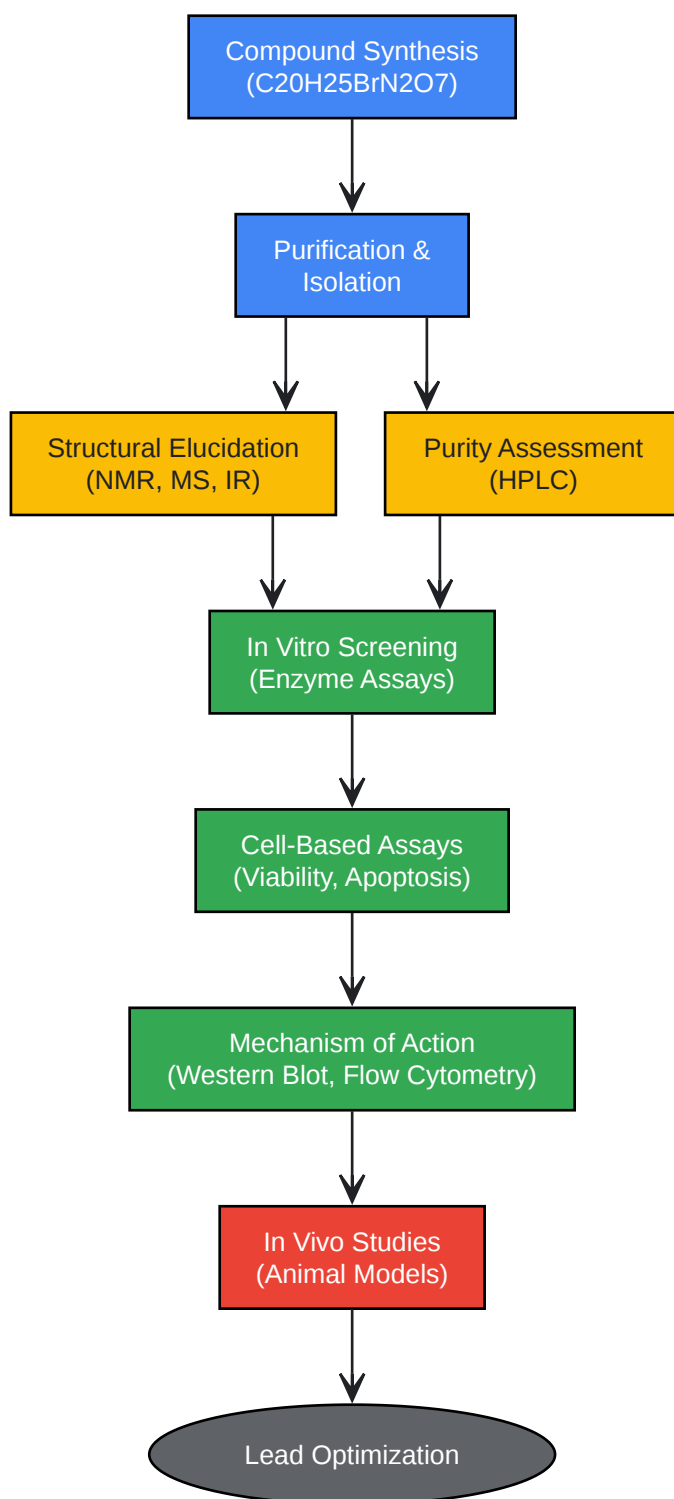 Compound Synthesis
(C20H25BrN2O7)
Purification &
Isolation
Structural Elucidation
(NMR, MS, IR)
Purity Assessment
(HPLC)
In Vitro Screening
(Enzyme Assays)
Cell-Based Assays
(Viability, Apoptosis)
Mechanism of Action
(Western Blot, Flow Cytometry)
In Vivo Studies
(Animal Models)
Lead Optimization